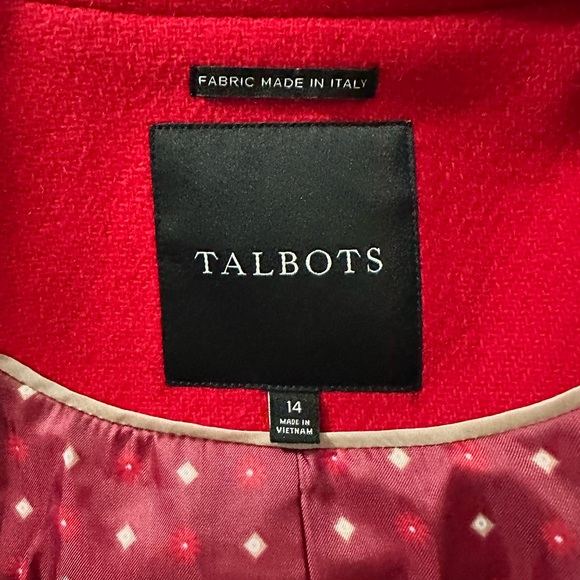 FABRIC MADE IN ITALY
TALBOTS
14
MADE IN
VIETNAM